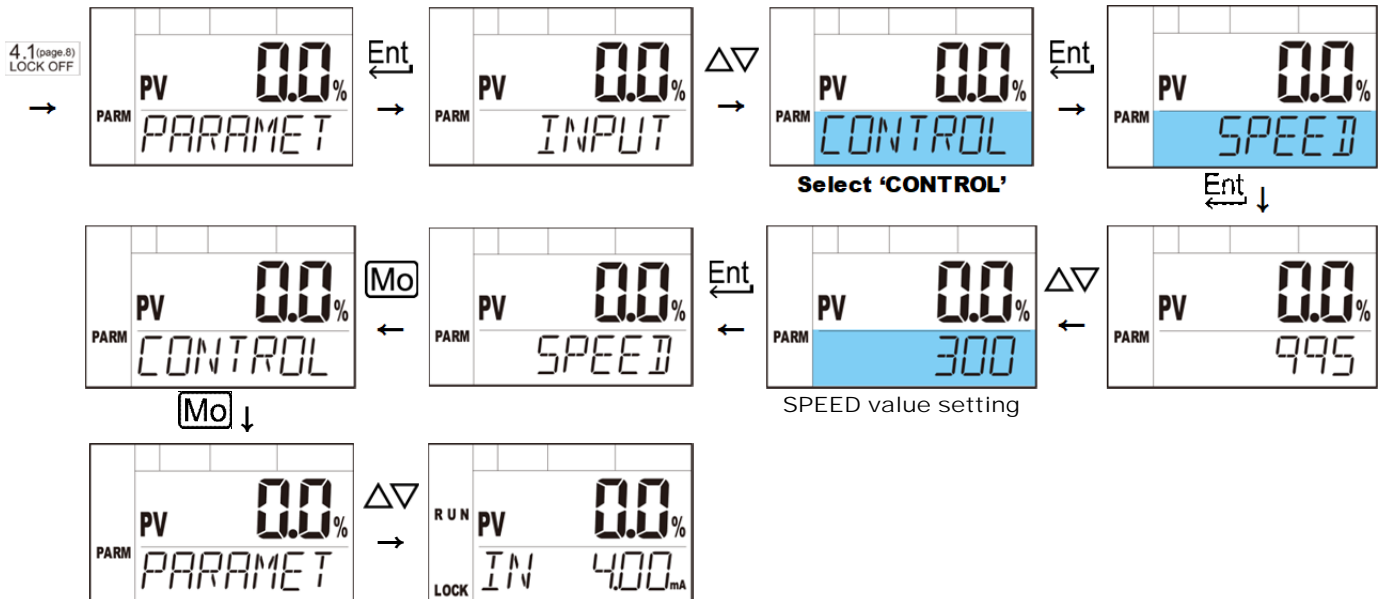 4.1(page.8)
LOCK OFF
→
PV 0.0%
PARM PARAMET
Ent
→
PV 0.0%
PARM INPUT
△▽
→
PV 0.0%
PARM CONTROL
Select ‘CONTROL’
Ent
→
PV 0.0%
PARM SPEED
Ent ↓
PV 0.0%
PARM 995
△▽
←
PV 0.0%
PARM 300
SPEED value setting
Ent
←
PV 0.0%
PARM SPEED
Mo
←
PV 0.0%
PARM CONTROL
Mo ↓
PV 0.0%
PARM PARAMET
△▽
→
RUN PV 0.0%
LOCK IN 4.00mA